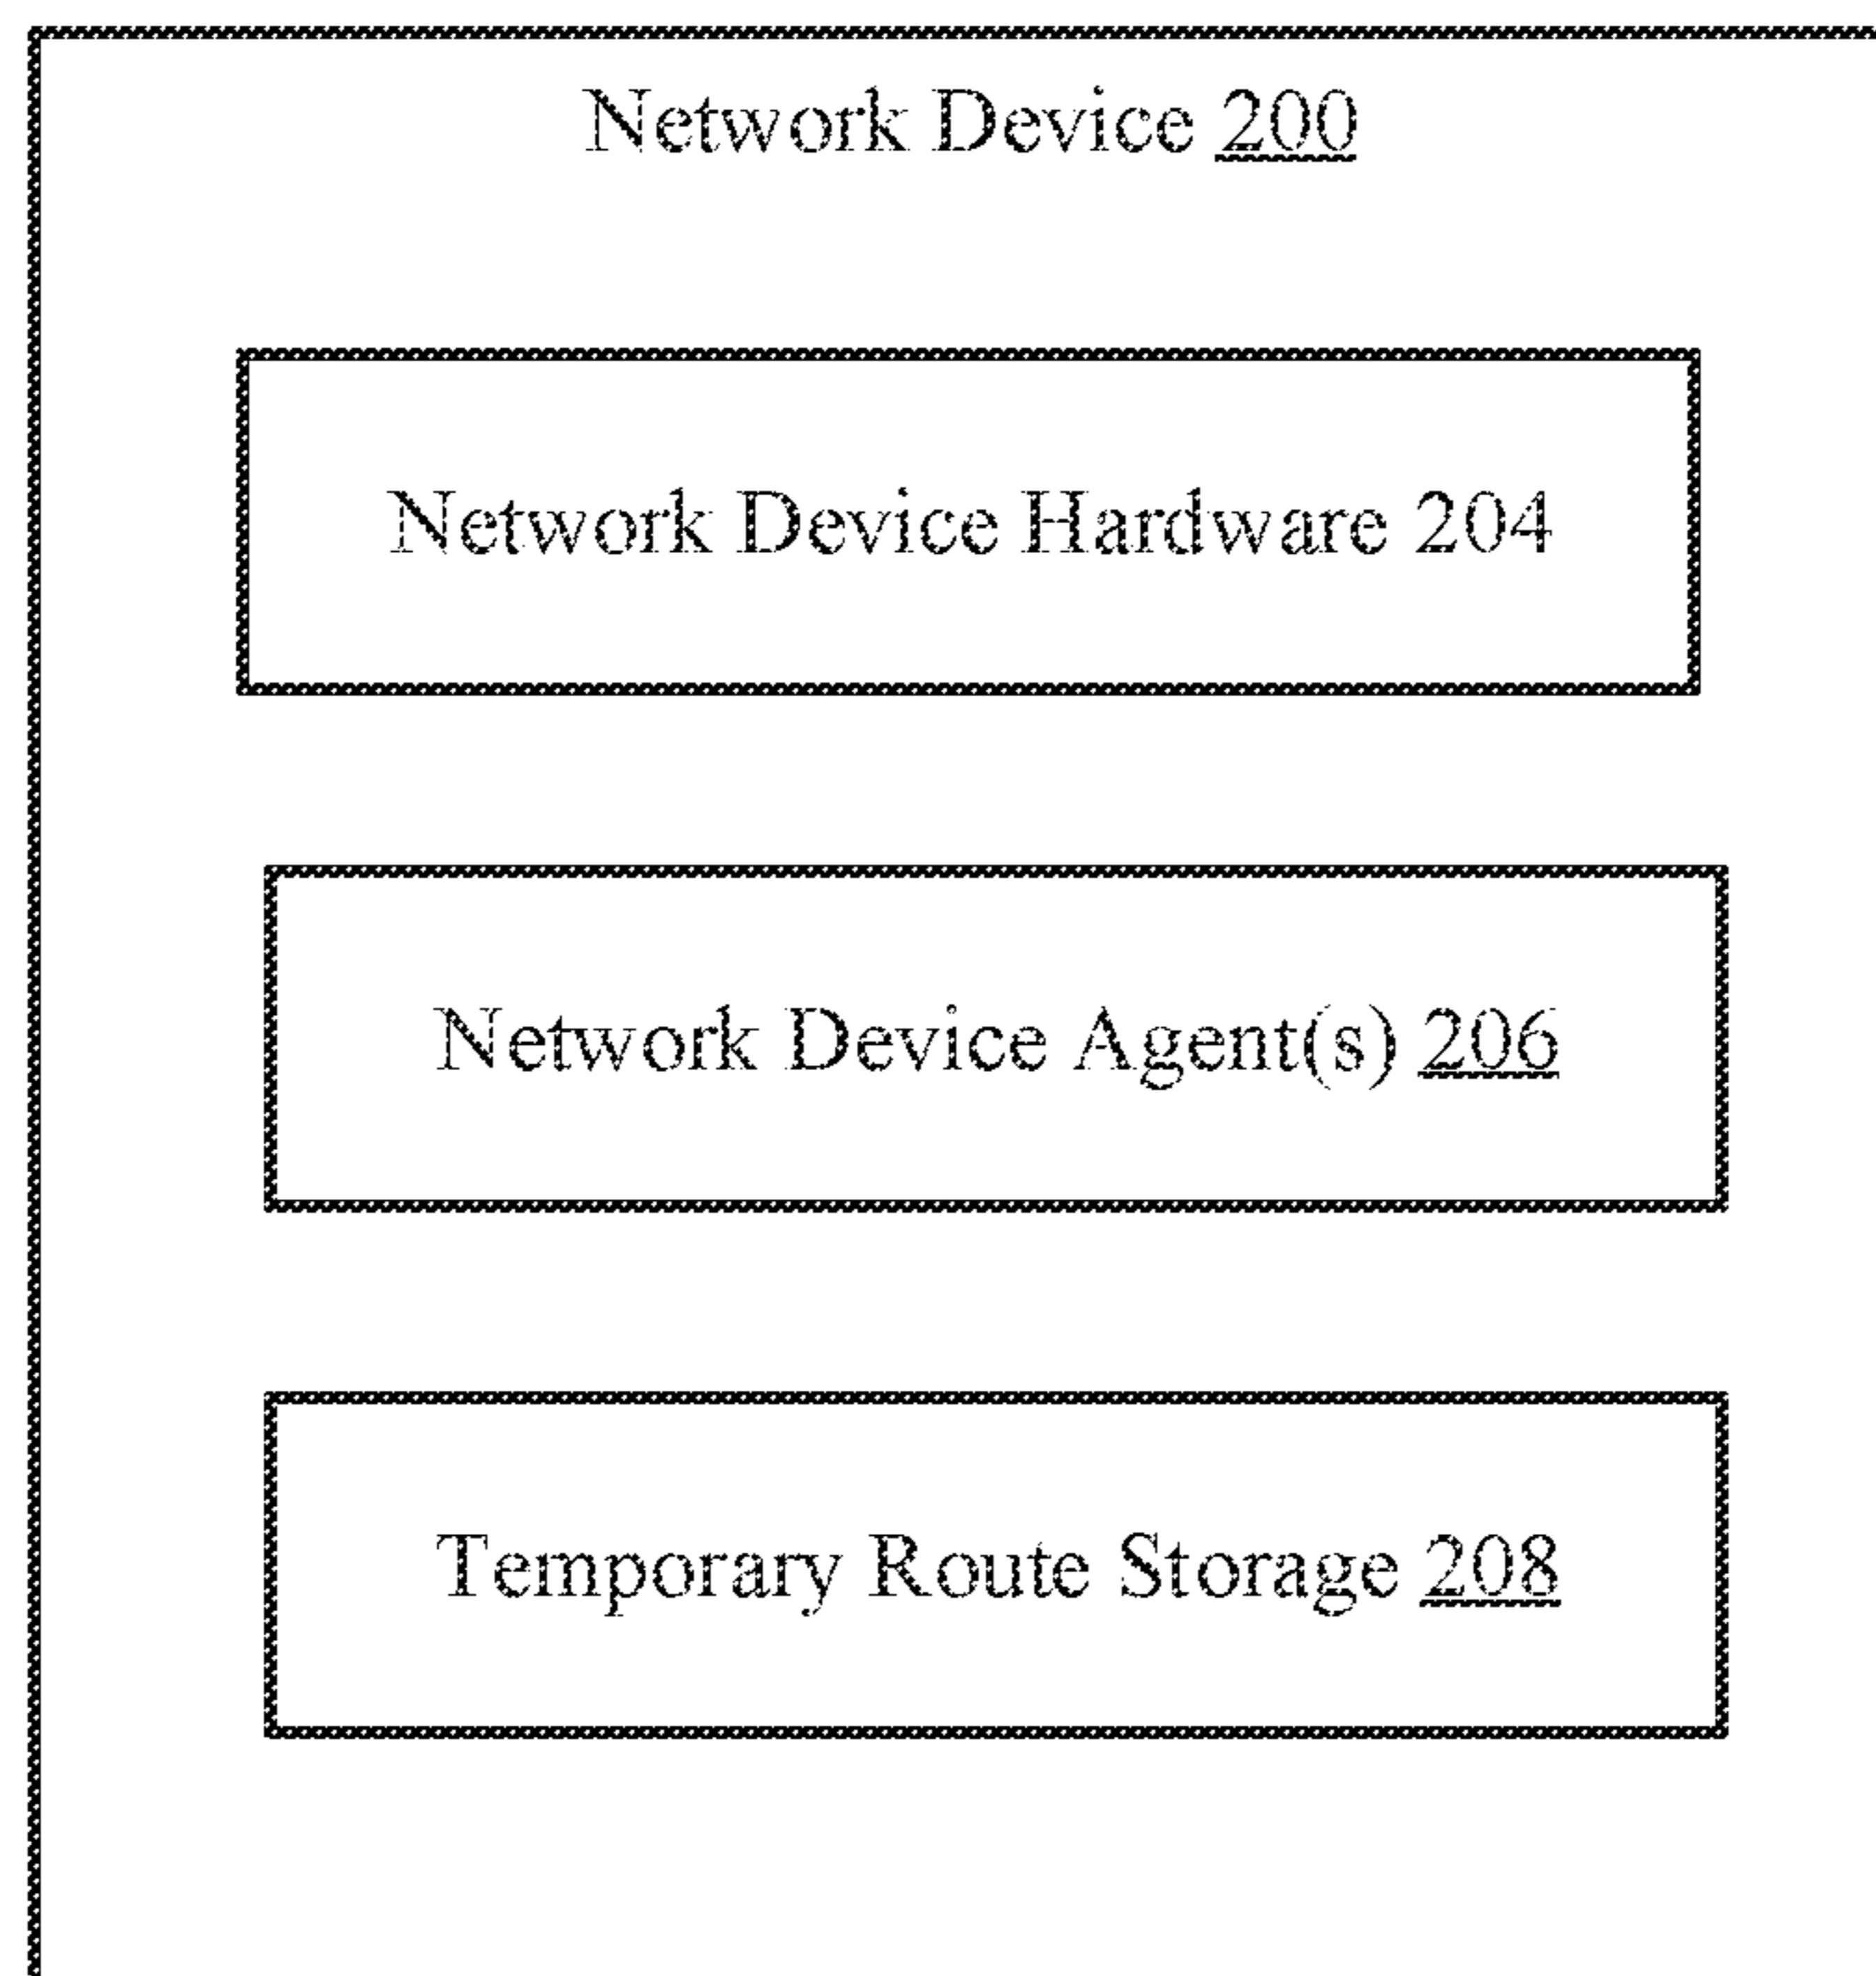 Network Device 200
Network Device Hardware 204
Network Device Agent(s) 206
Temporary Route Storage 208